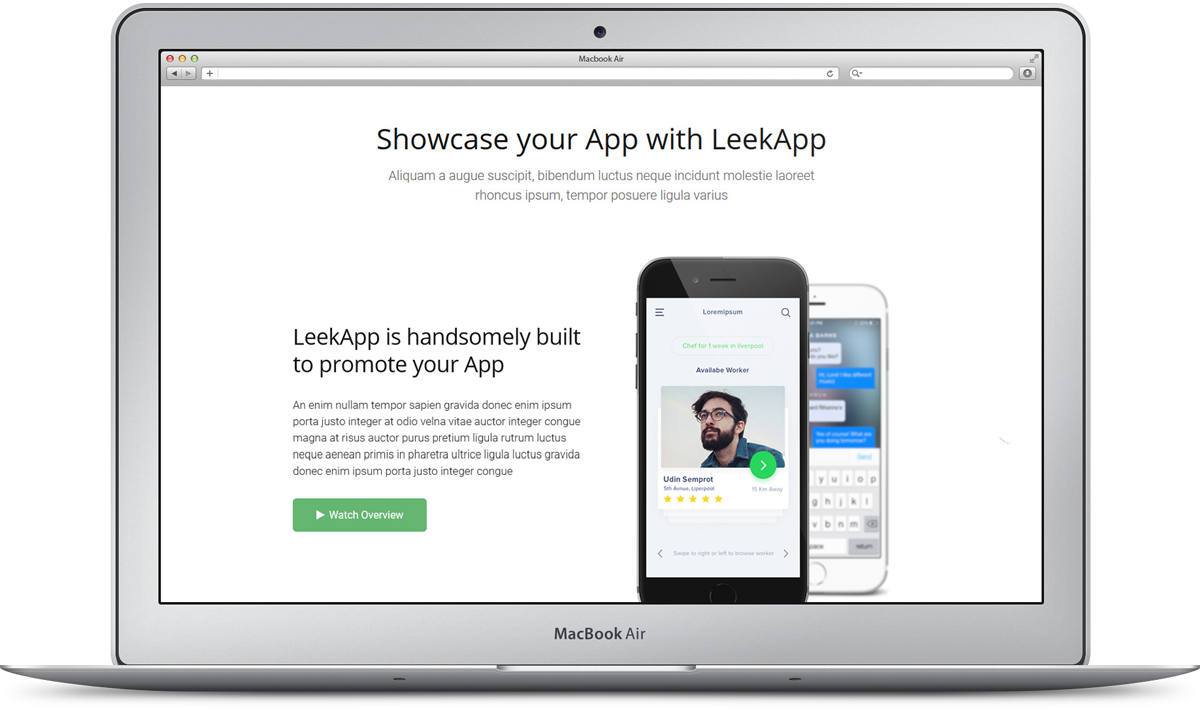 Macbook Air
Showcase your App with LeekApp
Aliquam a augue suscipit, bibendum luctus neque incidunt molestie laoreet
rhoncus ipsum, tempor posuere ligula varius
LeekApp is handsomely built
to promote your App
An enim nullam tempor sapien gravida donec enim ipsum
porta justo integer at odio velna vitae auctor integer congue
magna at risus auctor purus pretium ligula rutrum luctus
neque aenean primis in pharetra ultrice ligula luctus gravida
donec enim ipsum porta justo integer congue
Watch Overview
Loremipsum
Chef for 1 week in liverpool
Availabe Worker
Udin Semprot
5th Avnue, Liperpool
15 Km Away
Swipe to right or left to browse worker
you?
do you like?
Hi, Luna! I like different
music)
Yes of course! What are
you doing tomorrow?
Send
y u i o p
g h j k l
v b n m
return
MacBook Air